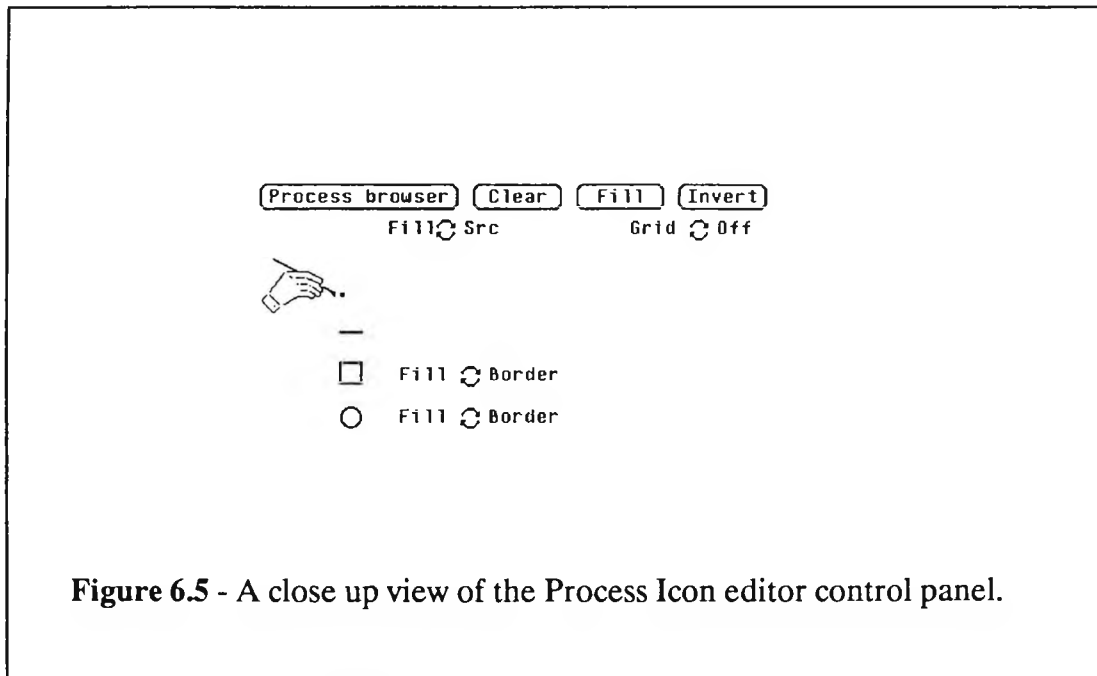 Process browser Clear Fill Invert
Fill Src Grid Off
Fill Border
Fill Border
Figure 6.5 - A close up view of the Process Icon editor control panel.